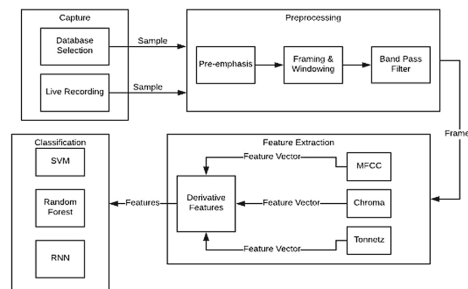 Capture
Database
Selection
Live Recording
Sample
Sample
Preprocessing
Pre-emphasis
Framing &
Windowing
Band Pass
Filter
Frame
Feature Extraction
MFCC
Chroma
Tonnetz
Feature Vector
Feature Vector
Feature Vector
Derivative
Features
Features
Classification
SVM
Random
Forest
RNN